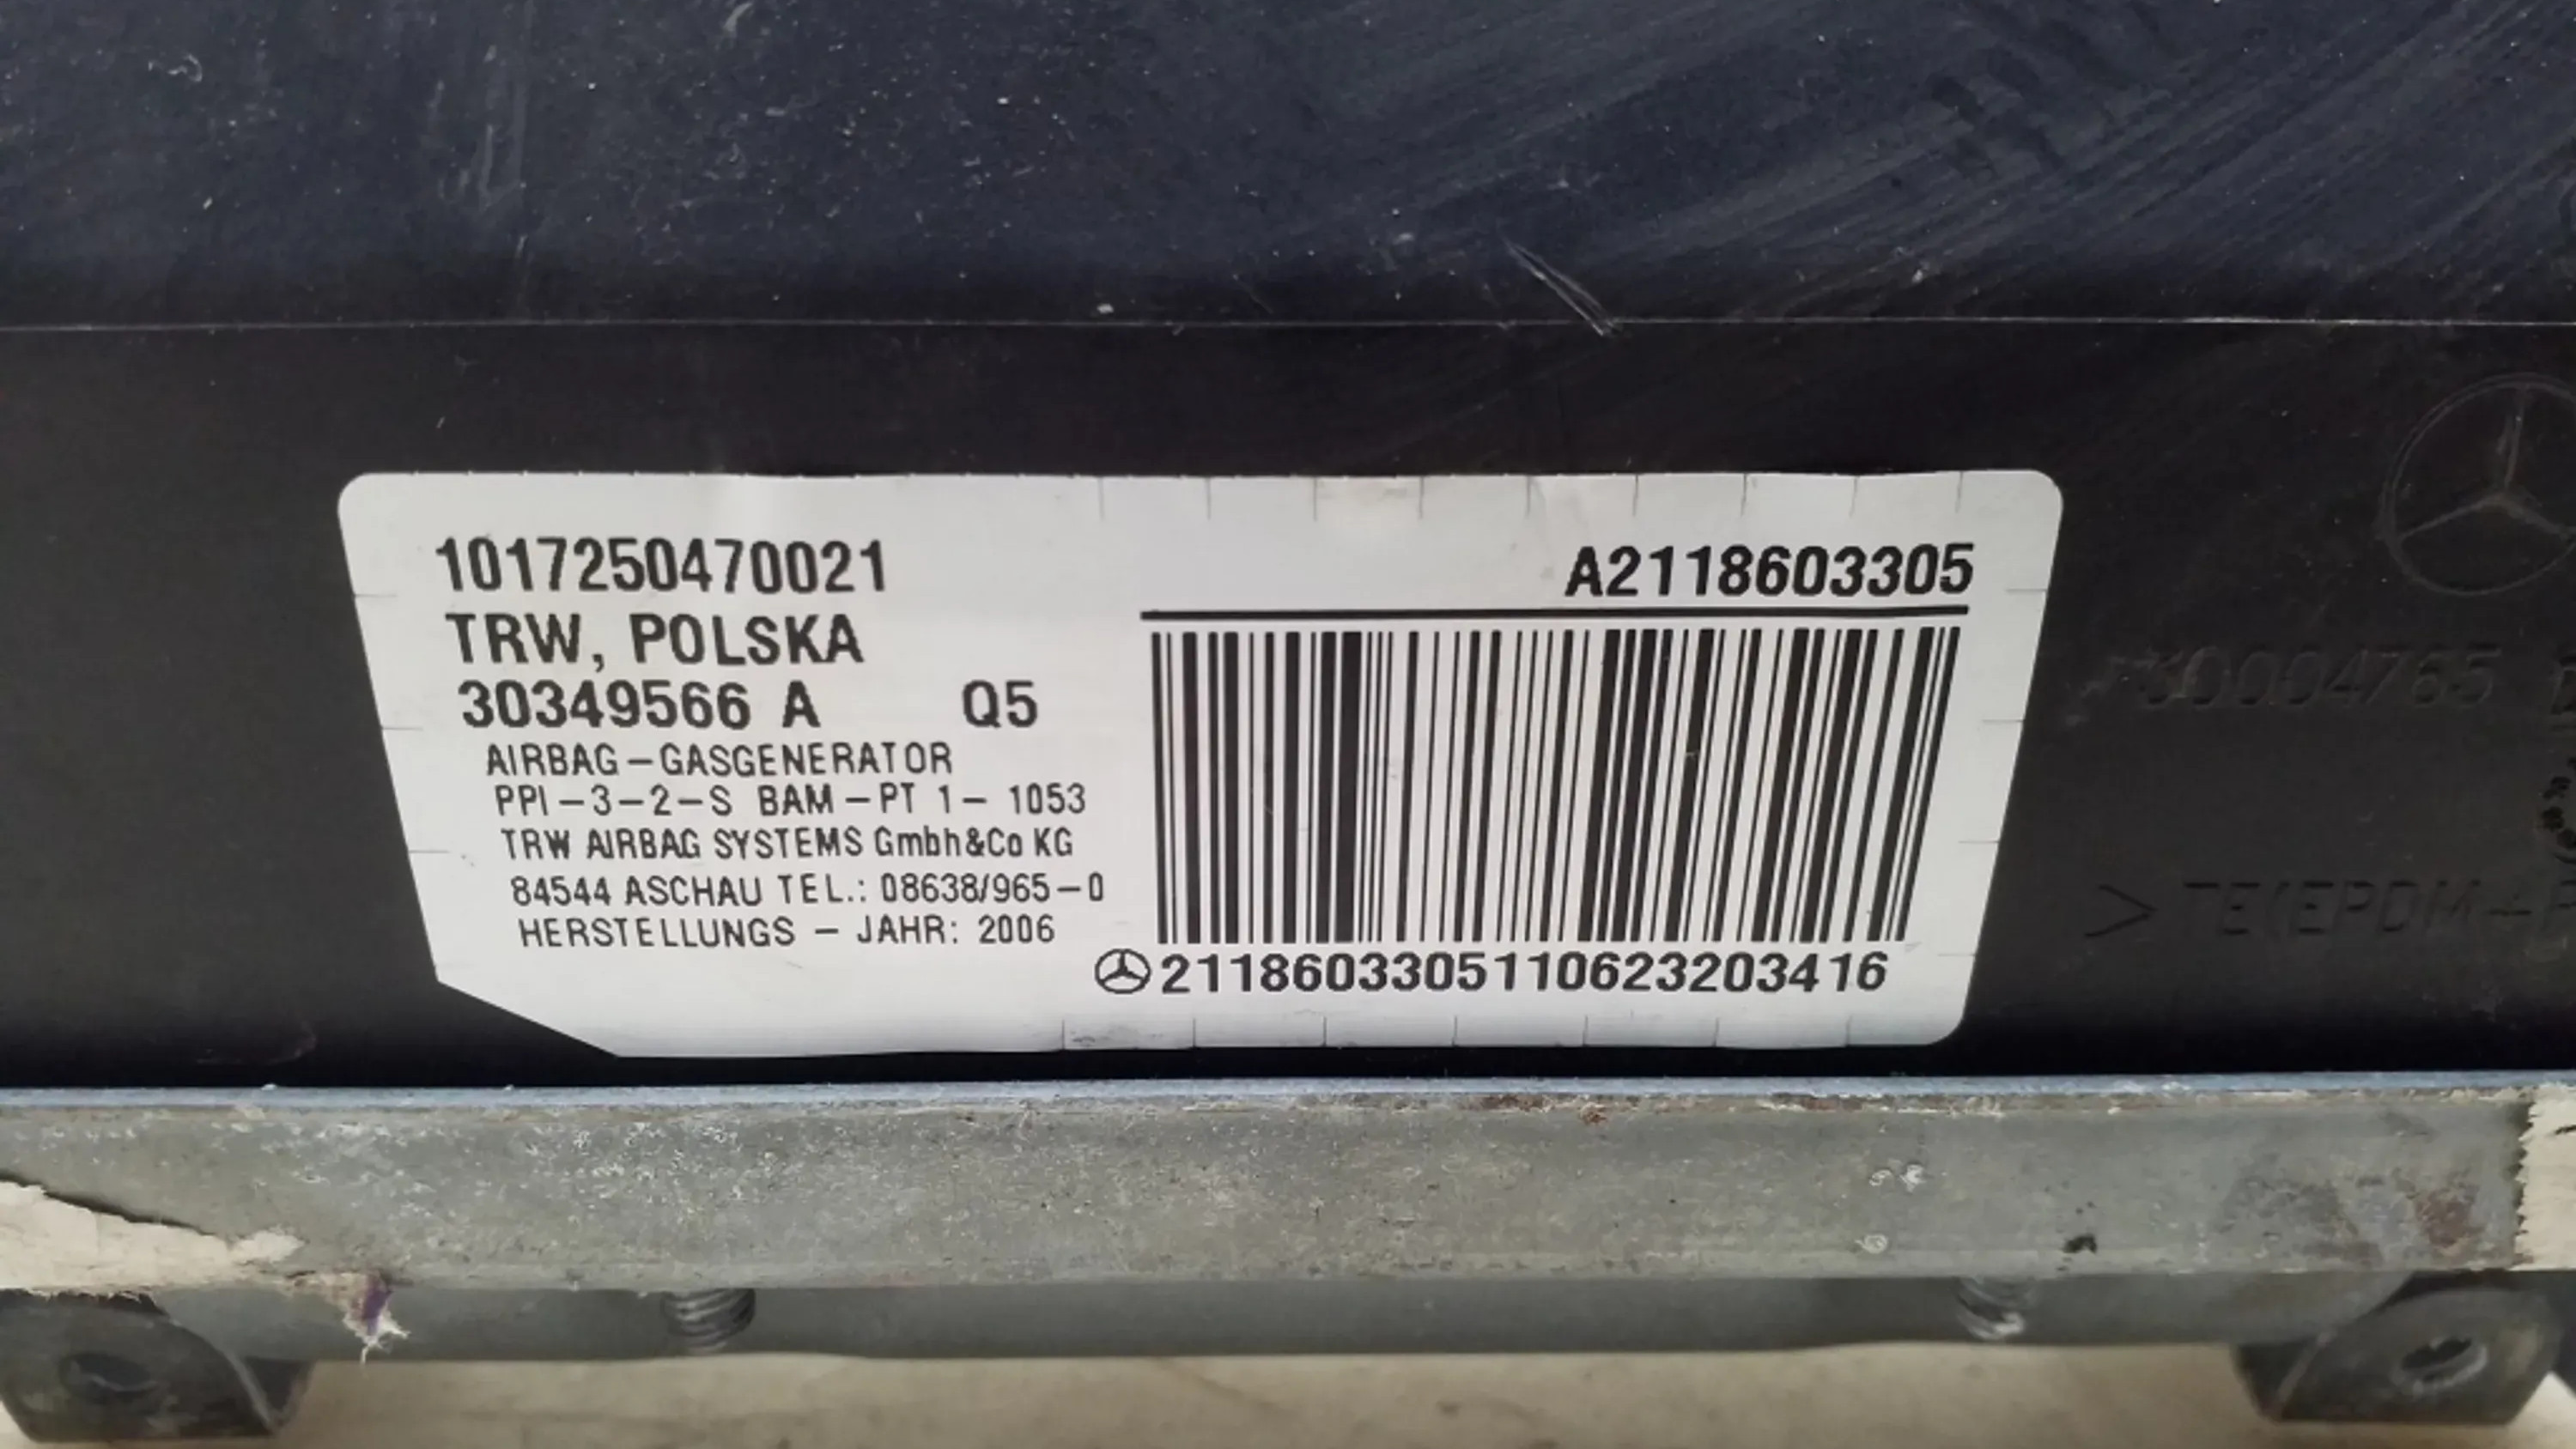 1017250470021
TRW, POLSKA
30349566 A Q5
AIRBAG-GASGENERATOR
PPI-3-2-S BAM-PT 1- 1053
TRW AIRBAG SYSTEMS Gmbh&Co KG
84544 ASCHAU TEL.: 08638/965-0
HERSTELLUNGS - JAHR: 2006
A2118603305
2118603305110623203416
30004765